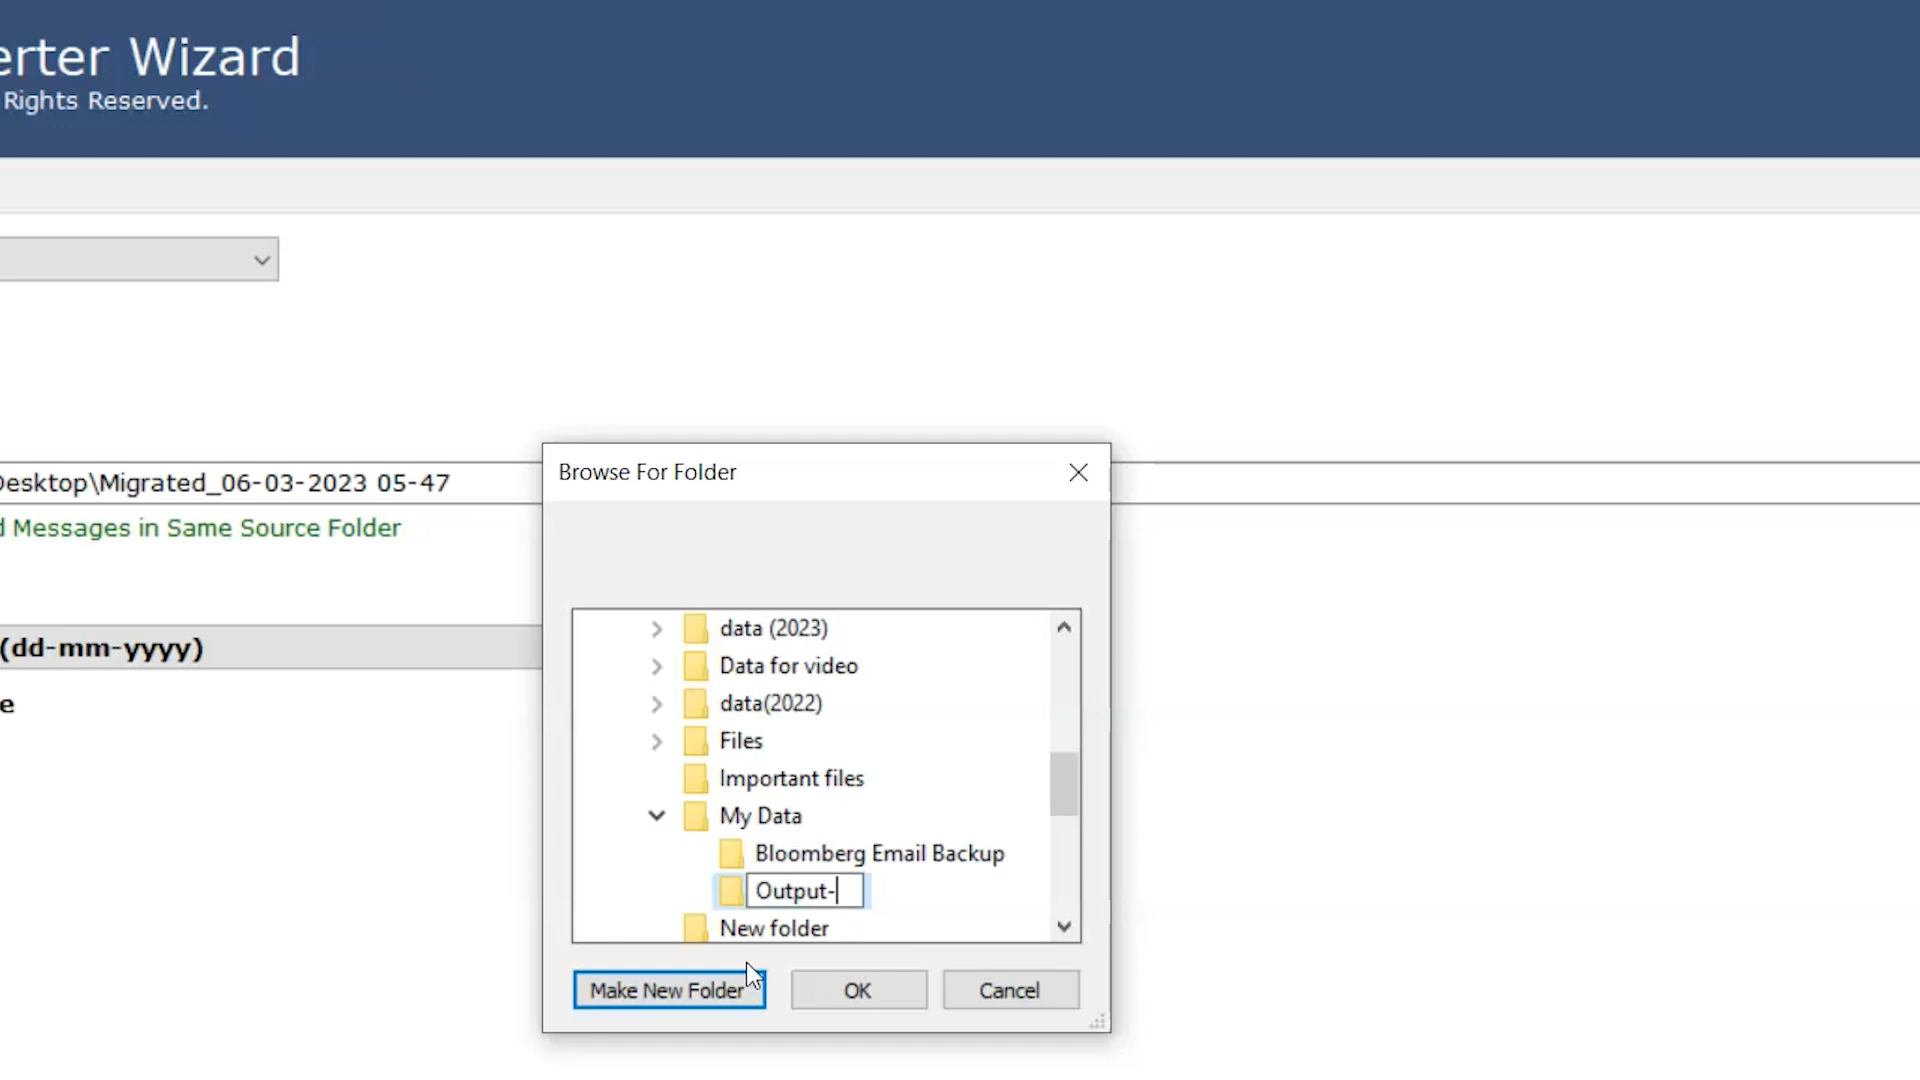 erter Wizard
Rights Reserved.
Desktop\Migrated_06-03-2023 05-47
d Messages in Same Source Folder
(dd-mm-yyyy)
e
Browse For Folder
data (2023)
Data for video
data(2022)
Files
Important files
My Data
Bloomberg Email Backup
Output-
New folder
Make New Folder
OK
Cancel